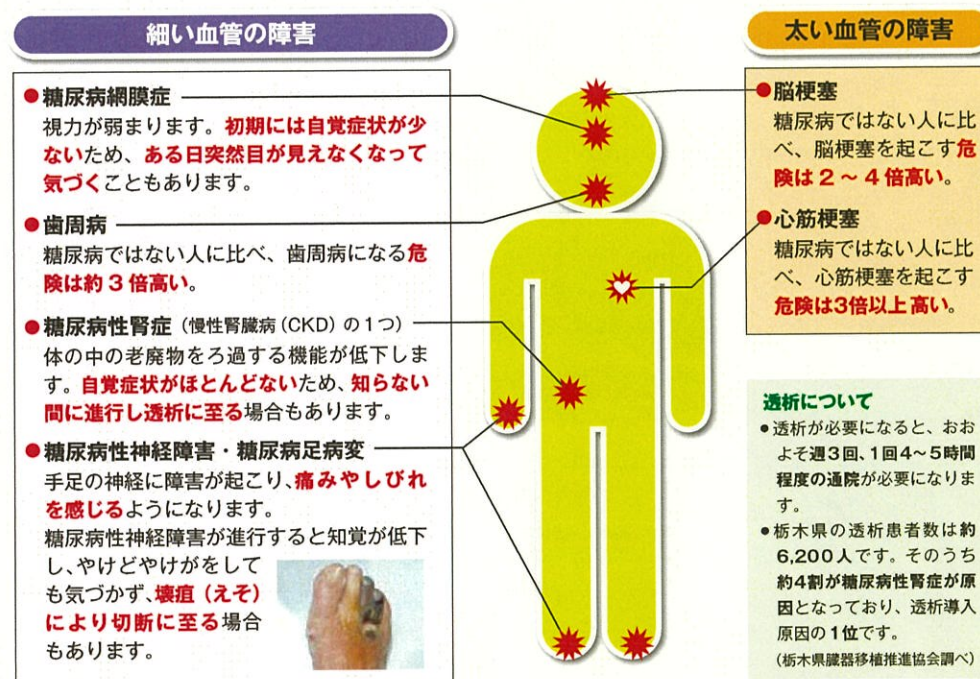 細い血管の障害
●糖尿病網膜症
視力が弱まります。初期には自覚症状が少
ないため、ある日突然目が見えなくなって
気づくこともあります。
●歯周病
糖尿病ではない人に比べ、歯周病になる危
険は約3倍高い。
●糖尿病性腎症（慢性腎臓病（CKD）の1つ）
体の中の老廃物をろ過する機能が低下しま
す。自覚症状がほとんどないため、知らない
間に進行し透析に至る場合もあります。
●糖尿病性神経障害・糖尿病足病変
手足の神経に障害が起こり、痛みやしびれ
を感じるようになります。
糖尿病性神経障害が進行すると知覚が低下
し、やけどやけがをして
も気づかず、壊疽（えそ）
により切断に至る場合
もあります。
太い血管の障害
●脳梗塞
糖尿病ではない人に比
べ、脳梗塞を起こす危
険は2～4倍高い。
●心筋梗塞
糖尿病ではない人に比
べ、心筋梗塞を起こす
危険は3倍以上高い。
透析について
●透析が必要になると、おお
よそ週3回、1回4～5時間
程度の通院が必要になりま
す。
●栃木県の透析患者数は約
6,200人です。そのうち
約4割が糖尿病性腎症が原
因となっており、透析導入
原因の1位です。
（栃木県臓器移植推進協会調べ）